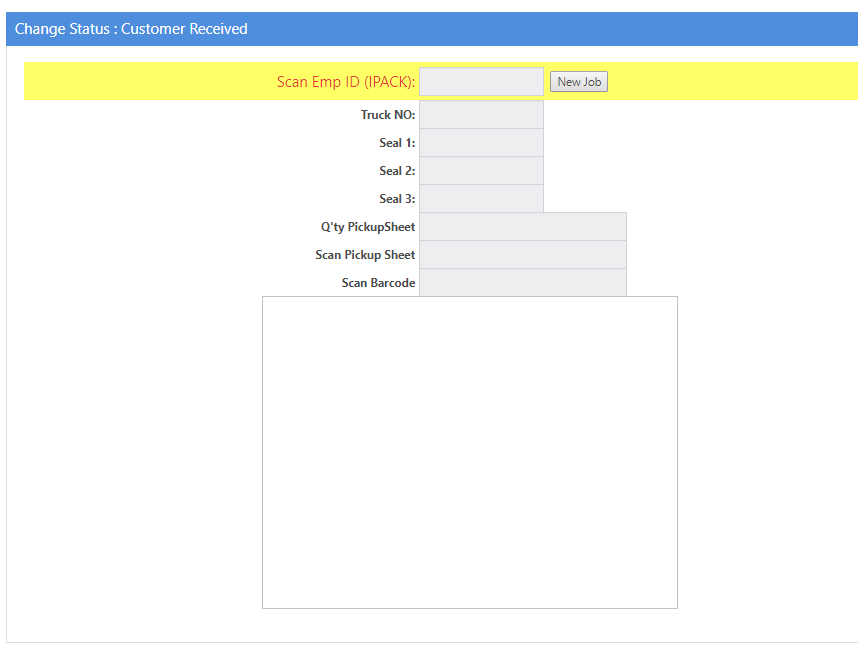 Change Status : Customer Received
Scan Emp ID (IPACK): New Job
Truck NO:
Seal 1:
Seal 2:
Seal 3:
Q'ty PickupSheet
Scan Pickup Sheet
Scan Barcode